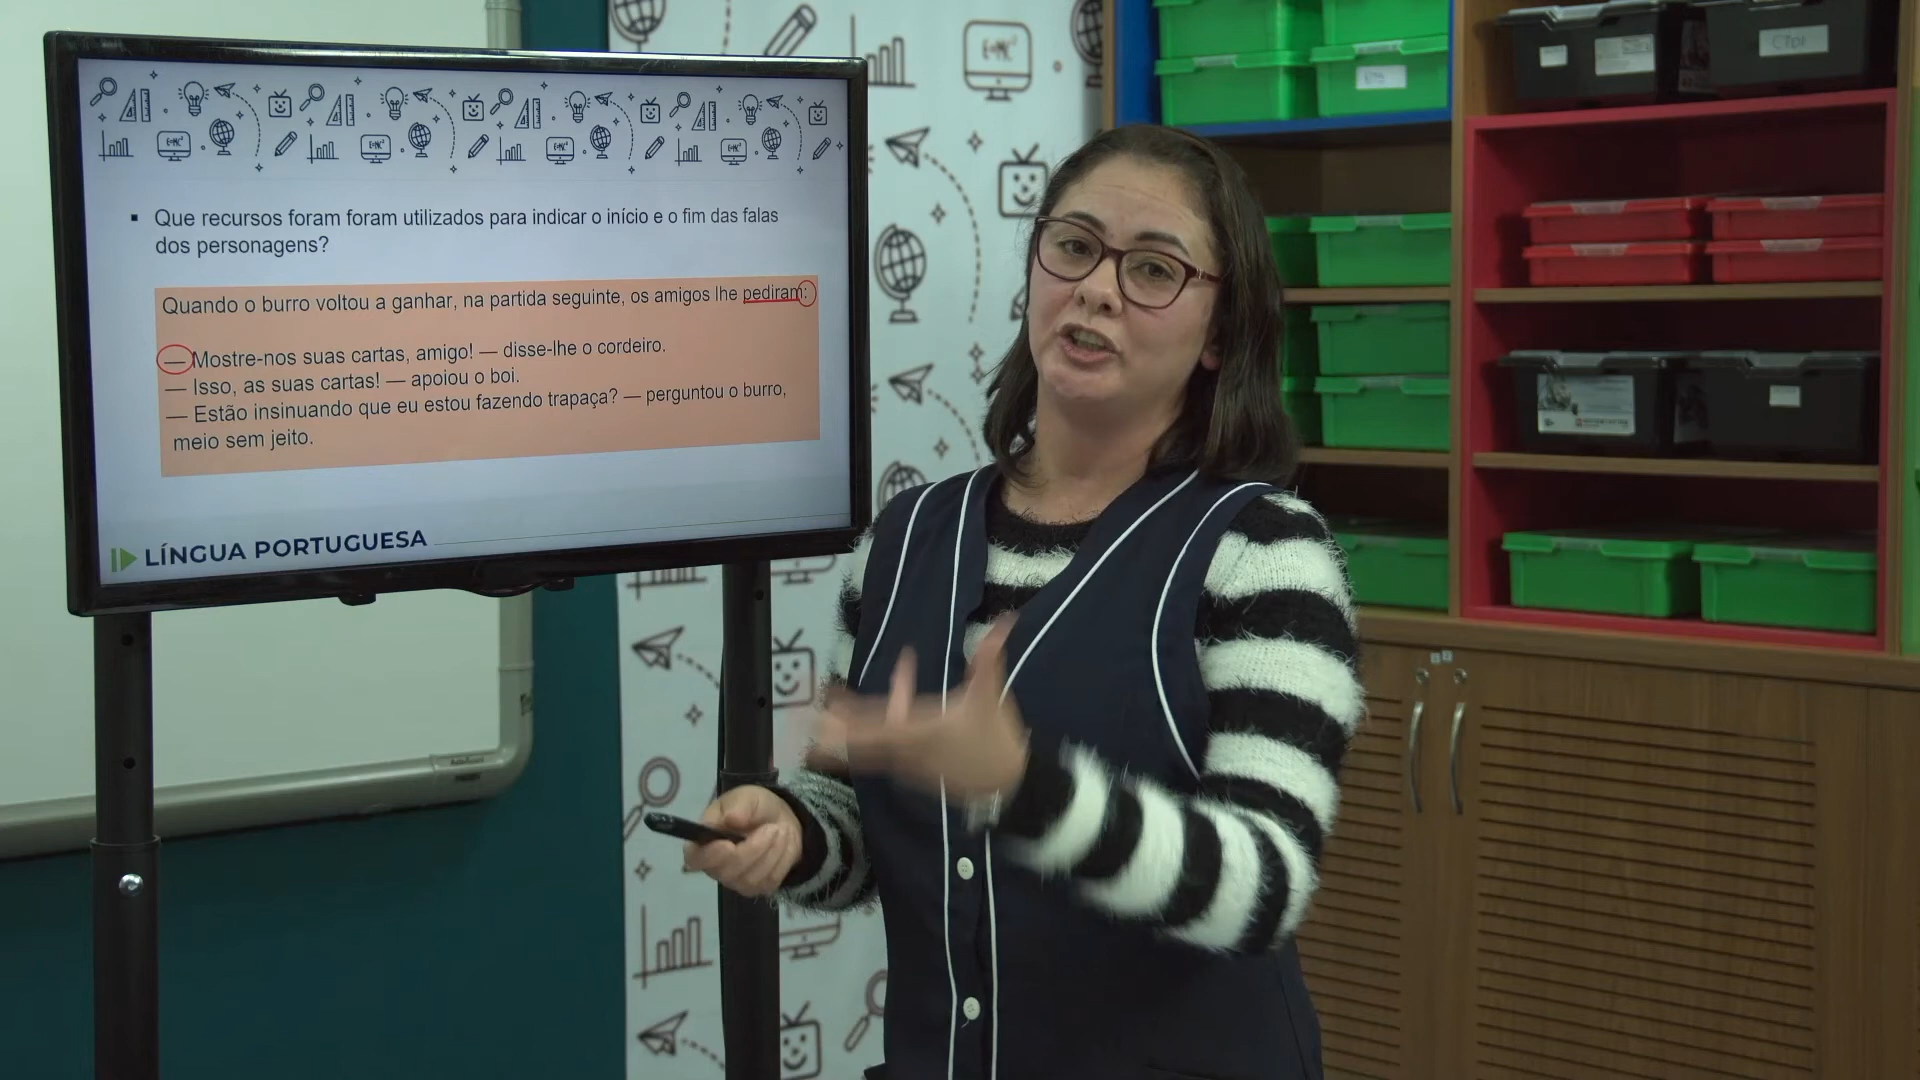 ▪ Que recursos foram foram utilizados para indicar o início e o fim das falas
dos personagens?
Quando o burro voltou a ganhar, na partida seguinte, os amigos lhe pediram:
— Mostre-nos suas cartas, amigo! — disse-lhe o cordeiro.
— Isso, as suas cartas! — apoiou o boi.
— Estão insinuando que eu estou fazendo trapaça? — perguntou o burro,
meio sem jeito.
LÍNGUA PORTUGUESA